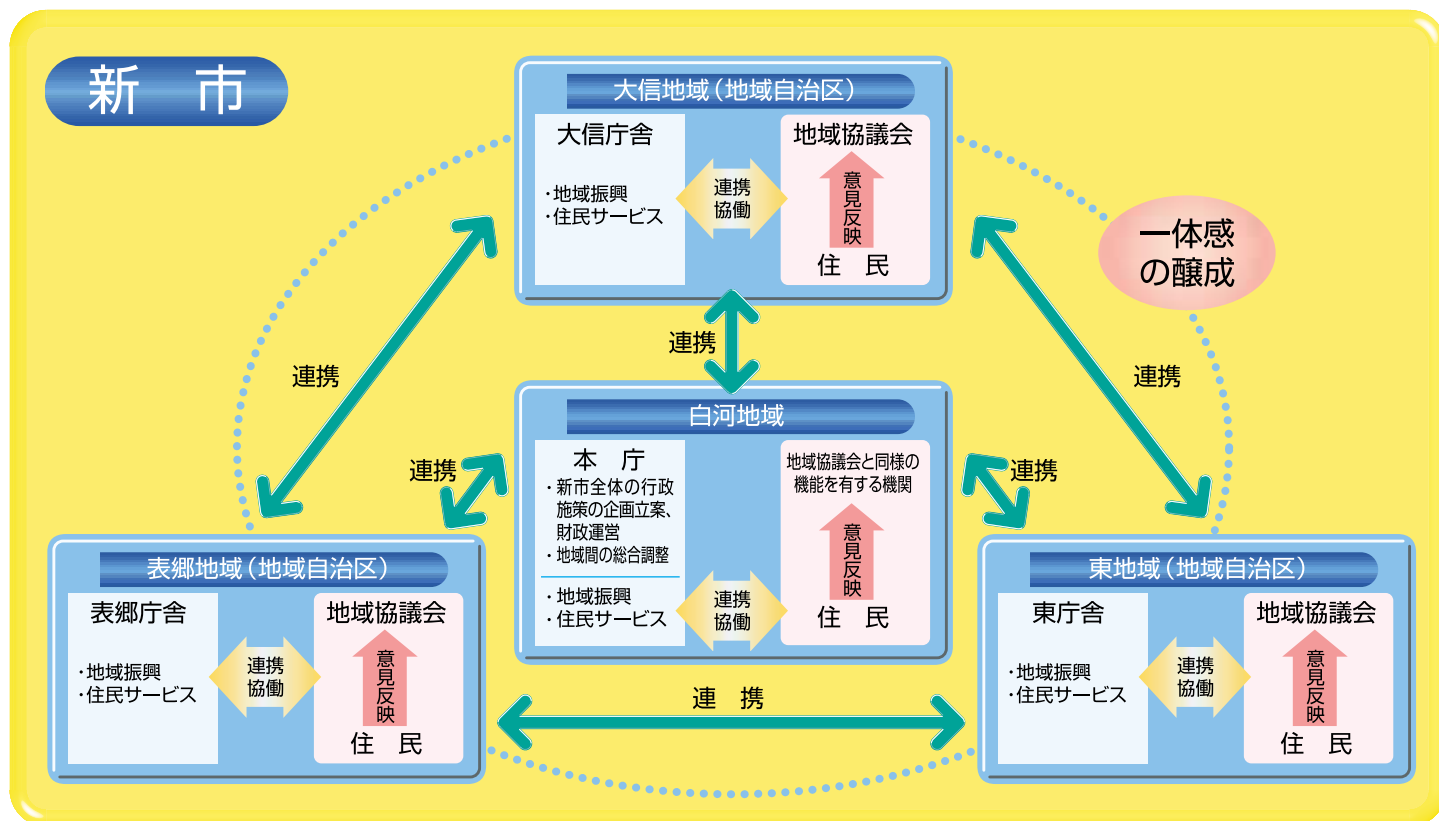 新　市
大信地域（地域自治区）
大信庁舎
・地域振興
・住民サービス
連携
協働
地域協議会
意見反映
住　民
一体感
の醸成
連携
連携
連携
白河地域
本　庁
・新市全体の行政
施策の企画立案、
財政運営
・地域間の総合調整
・地域振興
・住民サービス
連携
協働
地域協議会と同様の
機能を有する機関
意見反映
住　民
連携
連携
表郷地域（地域自治区）
表郷庁舎
・地域振興
・住民サービス
連携
協働
地域協議会
意見反映
住　民
連　携
東地域（地域自治区）
東庁舎
・地域振興
・住民サービス
連携
協働
地域協議会
意見反映
住　民